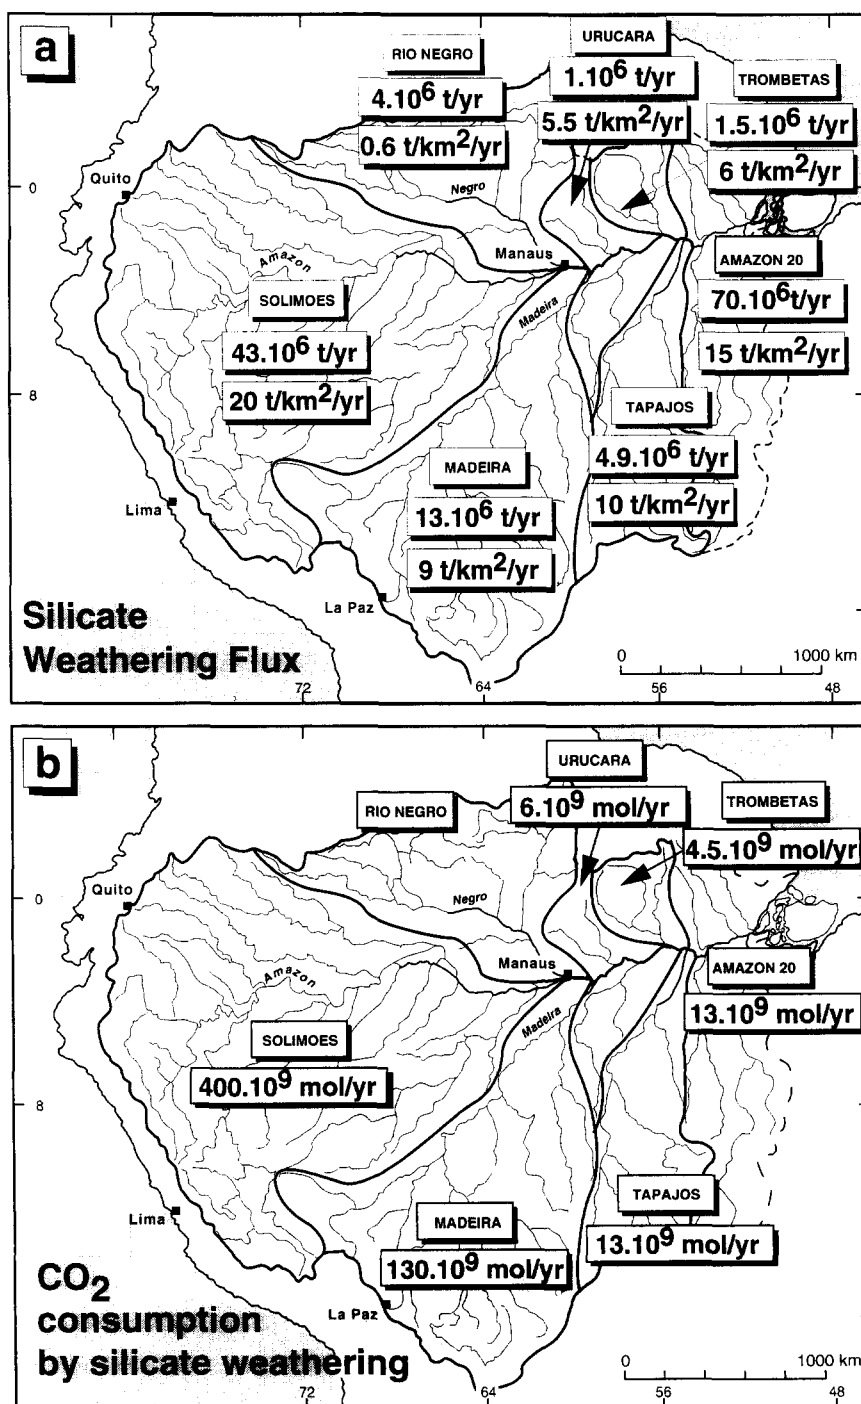 a
RIO NEGRO
4.10⁶ t/yr
0.6 t/km²/yr
URUCARA
1.10⁶ t/yr
5.5 t/km²/yr
TROMBETAS
1.5.10⁶ t/yr
6 t/km²/yr
Quito
0
Negro
Manaus
Amazon
Madeira
AMAZON 20
70.10⁶t/yr
15 t/km²/yr
SOLIMOES
43.10⁶ t/yr
20 t/km²/yr
8
TAPAJOS
4.9.10⁶ t/yr
10 t/km²/yr
MADEIRA
13.10⁶ t/yr
9 t/km²/yr
Lima
La Paz
Silicate
Weathering Flux
0 1000 km
72 64 56 48
b
URUCARA
6.10⁹ mol/yr
RIO NEGRO
TROMBETAS
4.5.10⁹ mol/yr
Quito
0
Negro
Manaus
Amazon
Madeira
AMAZON 20
13.10⁹ mol/yr
SOLIMOES
400.10⁹ mol/yr
8
TAPAJOS
13.10⁹ mol/yr
MADEIRA
130.10⁹ mol/yr
Lima
La Paz
CO₂
consumption
by silicate weathering
0 1000 km
72 64 56 48